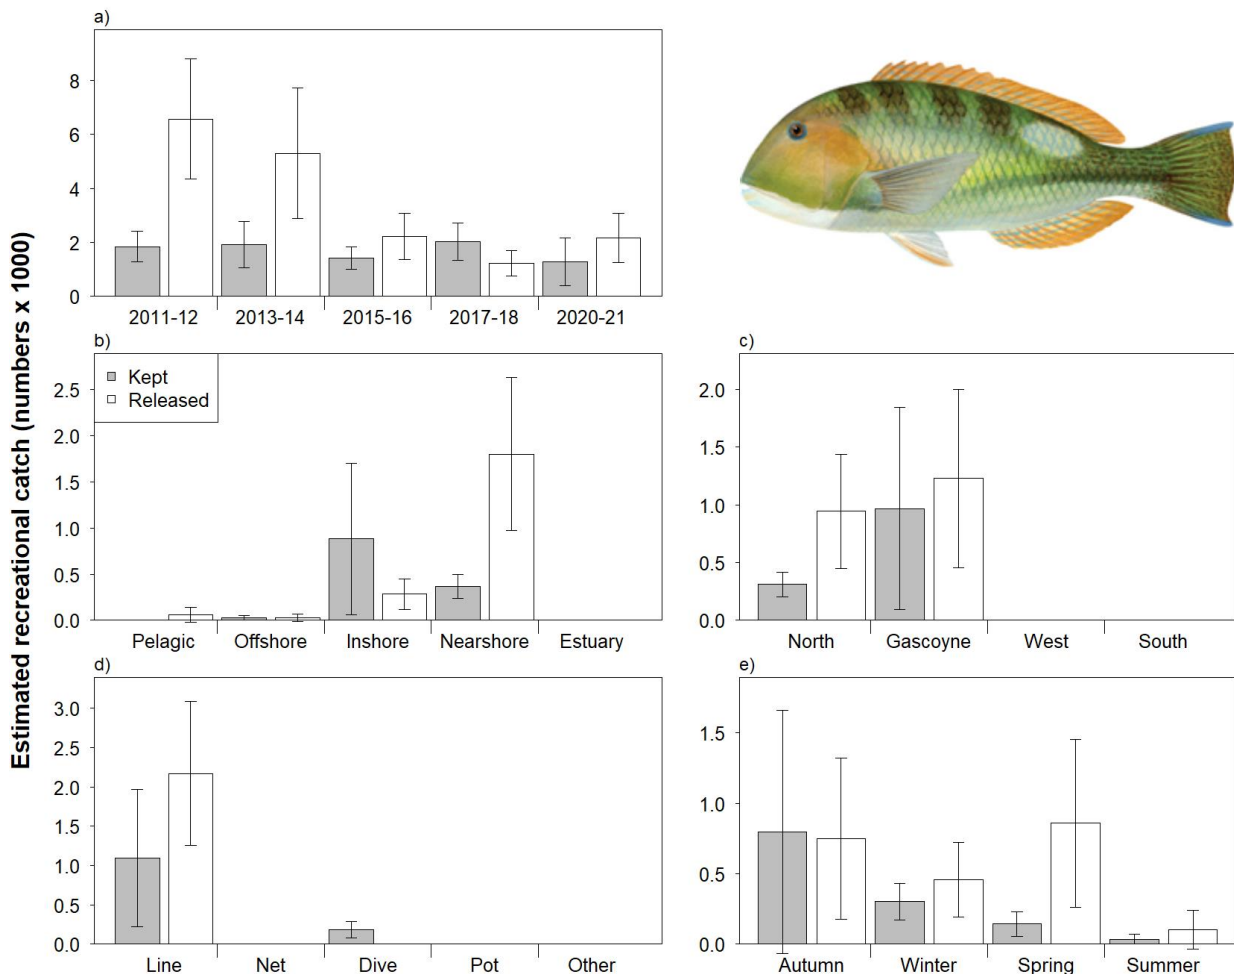 a)
Estimated recreational catch (numbers x 1000)
8
6
4
2
0
2011-12 2013-14 2015-16 2017-18 2020-21
b)
Kept
Released
2.5
2.0
1.5
1.0
0.5
0.0
Pelagic Offshore Inshore Nearshore Estuary
c)
2.0
1.5
1.0
0.5
0.0
North Gascoyne West South
d)
3.0
2.5
2.0
1.5
1.0
0.5
0.0
Line Net Dive Pot Other
e)
1.5
1.0
0.5
0.0
Autumn Winter Spring Summer